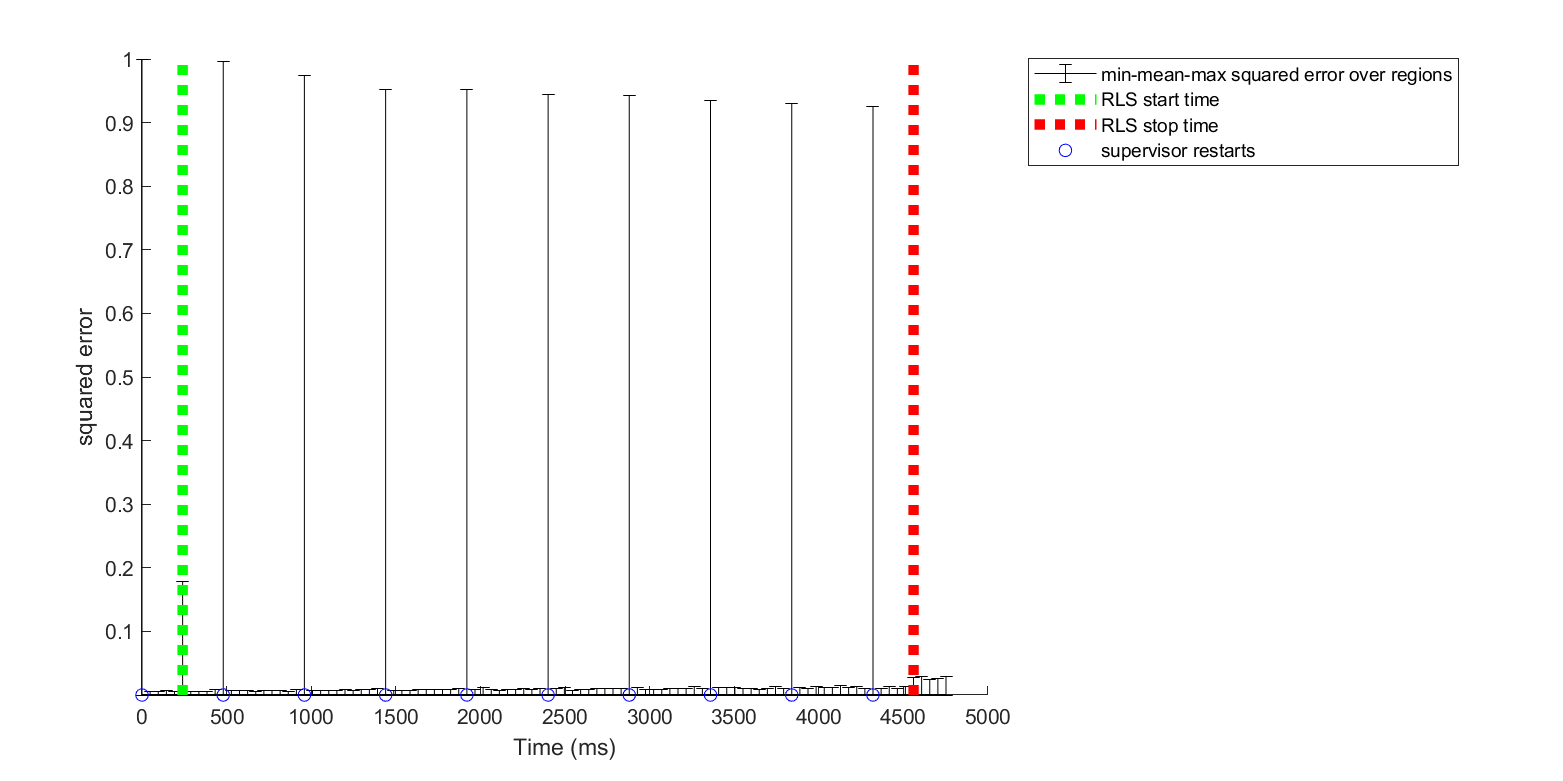 1
0.9
0.8
0.7
0.6
0.5
0.4
0.3
0.2
0.1
squared error
0 500 1000 1500 2000 2500 3000 3500 4000 4500 5000
Time (ms)
min-mean-max squared error over regions
RLS start time
RLS stop time
supervisor restarts